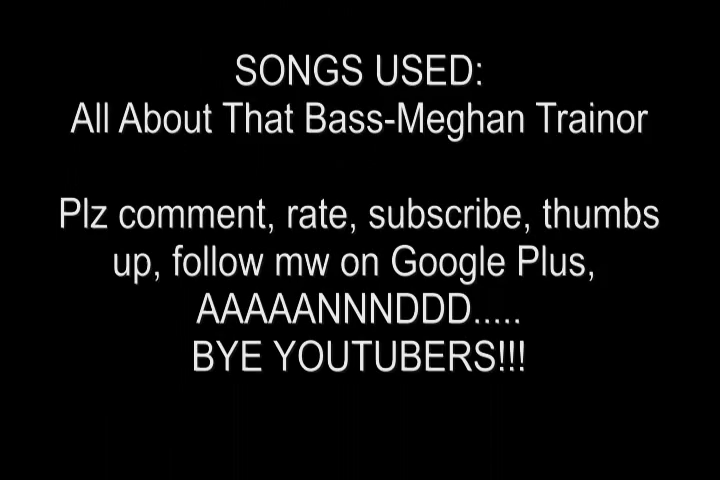 SONGS USED:
All About That Bass-Meghan Trainor
Plz comment, rate, subscribe, thumbs
up, follow mw on Google Plus,
AAAAANNNDDD.....
BYE YOUTUBERS!!!